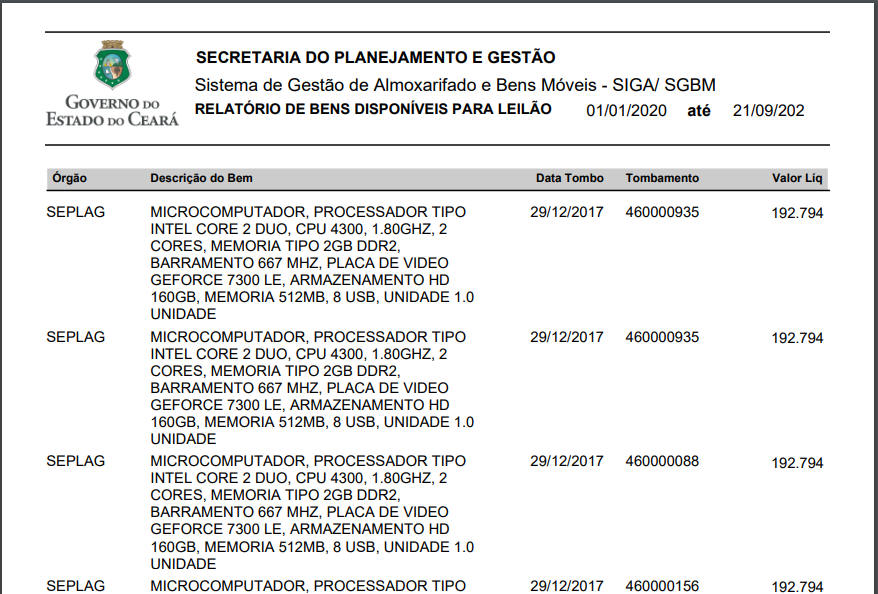 GOVERNO DO
ESTADO DO CEARÁ
SECRETARIA DO PLANEJAMENTO E GESTÃO
Sistema de Gestão de Almoxarifado e Bens Móveis - SIGA/ SGBM
RELATÓRIO DE BENS DISPONÍVEIS PARA LEILÃO 01/01/2020 até 21/09/202
Órgão Descrição do Bem Data Tombo Tombamento Valor Líq
SEPLAG MICROCOMPUTADOR, PROCESSADOR TIPO 29/12/2017 460000935 192.794
INTEL CORE 2 DUO, CPU 4300, 1.80GHZ, 2
CORES, MEMORIA TIPO 2GB DDR2,
BARRAMENTO 667 MHZ, PLACA DE VIDEO
GEFORCE 7300 LE, ARMAZENAMENTO HD
160GB, MEMORIA 512MB, 8 USB, UNIDADE 1.0
UNIDADE
SEPLAG MICROCOMPUTADOR, PROCESSADOR TIPO 29/12/2017 460000935 192.794
INTEL CORE 2 DUO, CPU 4300, 1.80GHZ, 2
CORES, MEMORIA TIPO 2GB DDR2,
BARRAMENTO 667 MHZ, PLACA DE VIDEO
GEFORCE 7300 LE, ARMAZENAMENTO HD
160GB, MEMORIA 512MB, 8 USB, UNIDADE 1.0
UNIDADE
SEPLAG MICROCOMPUTADOR, PROCESSADOR TIPO 29/12/2017 460000088 192.794
INTEL CORE 2 DUO, CPU 4300, 1.80GHZ, 2
CORES, MEMORIA TIPO 2GB DDR2,
BARRAMENTO 667 MHZ, PLACA DE VIDEO
GEFORCE 7300 LE, ARMAZENAMENTO HD
160GB, MEMORIA 512MB, 8 USB, UNIDADE 1.0
UNIDADE
SEPLAG MICROCOMPUTADOR, PROCESSADOR TIPO 29/12/2017 460000156 192.794